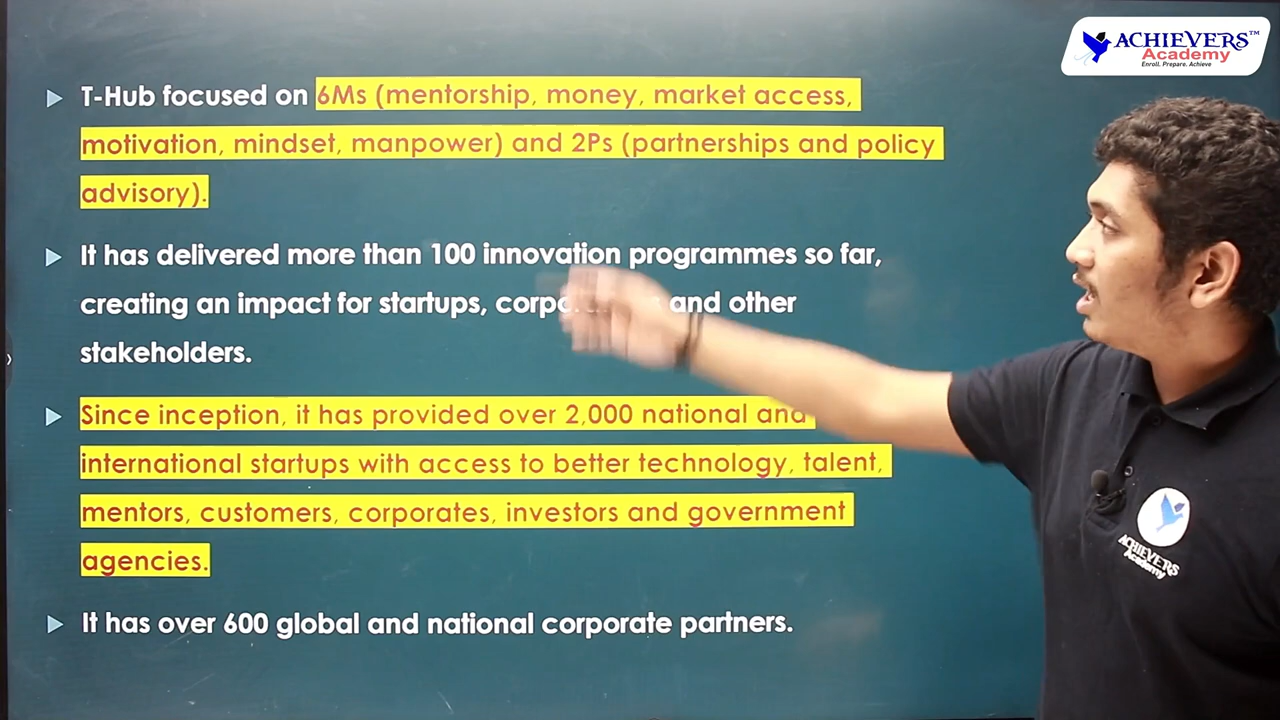 ACHIEVERS™
Academy
Enroll. Prepare. Achieve
T-Hub focused on 6Ms (mentorship, money, market access,
motivation, mindset, manpower) and 2Ps (partnerships and policy
advisory).
It has delivered more than 100 innovation programmes so far,
creating an impact for startups, and other
stakeholders.
Since inception, it has provided over 2,000 national and
international startups with access to better technology, talent,
mentors, customers, corporates, investors and government
agencies.
It has over 600 global and national corporate partners.
ACHIEVERS
Academy